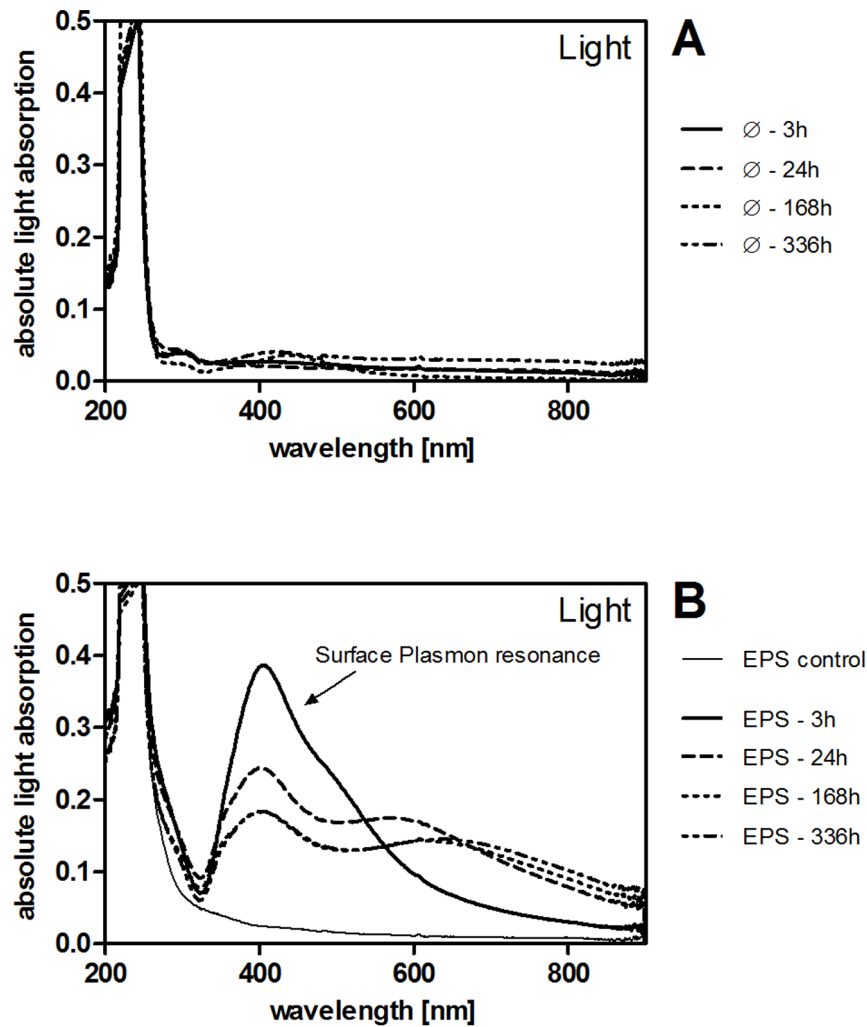 Light
A
0.5
0.4
0.3
0.2
0.1
0.0
absolute light absorption
200
400
600
800
wavelength [nm]
∅ - 3h
∅ - 24h
∅ - 168h
∅ - 336h
Light
B
0.5
0.4
0.3
0.2
0.1
0.0
absolute light absorption
Surface Plasmon resonance
200
400
600
800
wavelength [nm]
EPS control
EPS - 3h
EPS - 24h
EPS - 168h
EPS - 336h